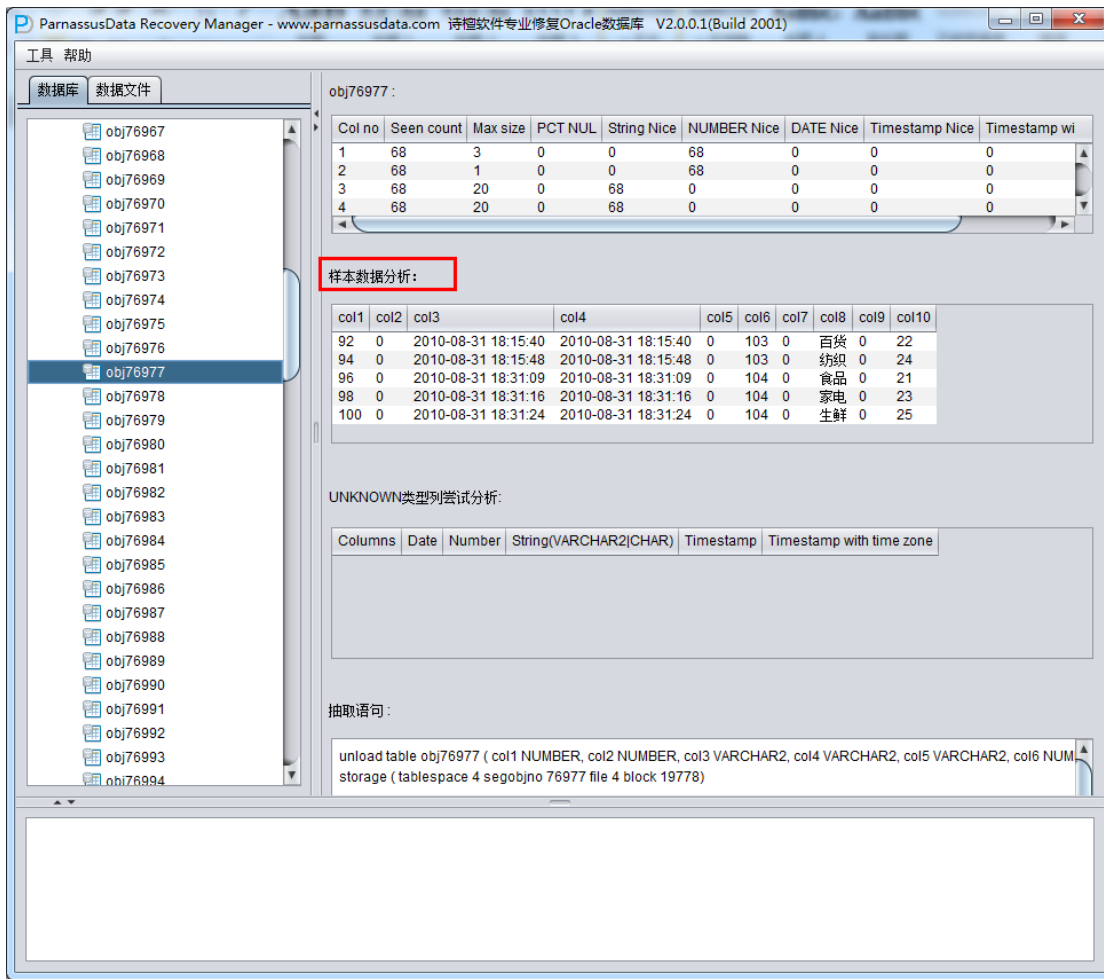 ParnassusData Recovery Manager - www.parnassusdata.com 诗檀软件专业修复Oracle数据库 V2.0.0.1(Build 2001)
工具 帮助
数据库 数据文件
obj76967
obj76968
obj76969
obj76970
obj76971
obj76972
obj76973
obj76974
obj76975
obj76976
obj76977
obj76978
obj76979
obj76980
obj76981
obj76982
obj76983
obj76984
obj76985
obj76986
obj76987
obj76988
obj76989
obj76990
obj76991
obj76992
obj76993
obj76994
obj76977 :
Col no Seen count Max size PCT NUL String Nice NUMBER Nice DATE Nice Timestamp Nice Timestamp wi
1 68 3 0 0 68 0 0 0
2 68 1 0 0 68 0 0 0
3 68 20 0 68 0 0 0 0
4 68 20 0 68 0 0 0 0
样本数据分析：
col1 col2 col3 col4 col5 col6 col7 col8 col9 col10
92 0 2010-08-31 18:15:40 2010-08-31 18:15:40 0 103 0 百货 0 22
94 0 2010-08-31 18:15:48 2010-08-31 18:15:48 0 103 0 纺织 0 24
96 0 2010-08-31 18:31:09 2010-08-31 18:31:09 0 104 0 食品 0 21
98 0 2010-08-31 18:31:16 2010-08-31 18:31:16 0 104 0 家电 0 23
100 0 2010-08-31 18:31:24 2010-08-31 18:31:24 0 104 0 生鲜 0 25
UNKNOWN类型列尝试分析:
Columns Date Number String(VARCHAR2|CHAR) Timestamp Timestamp with time zone
抽取语句 :
unload table obj76977 ( col1 NUMBER, col2 NUMBER, col3 VARCHAR2, col4 VARCHAR2, col5 VARCHAR2, col6 NUM
storage ( tablespace 4 segobjno 76977 file 4 block 19778)